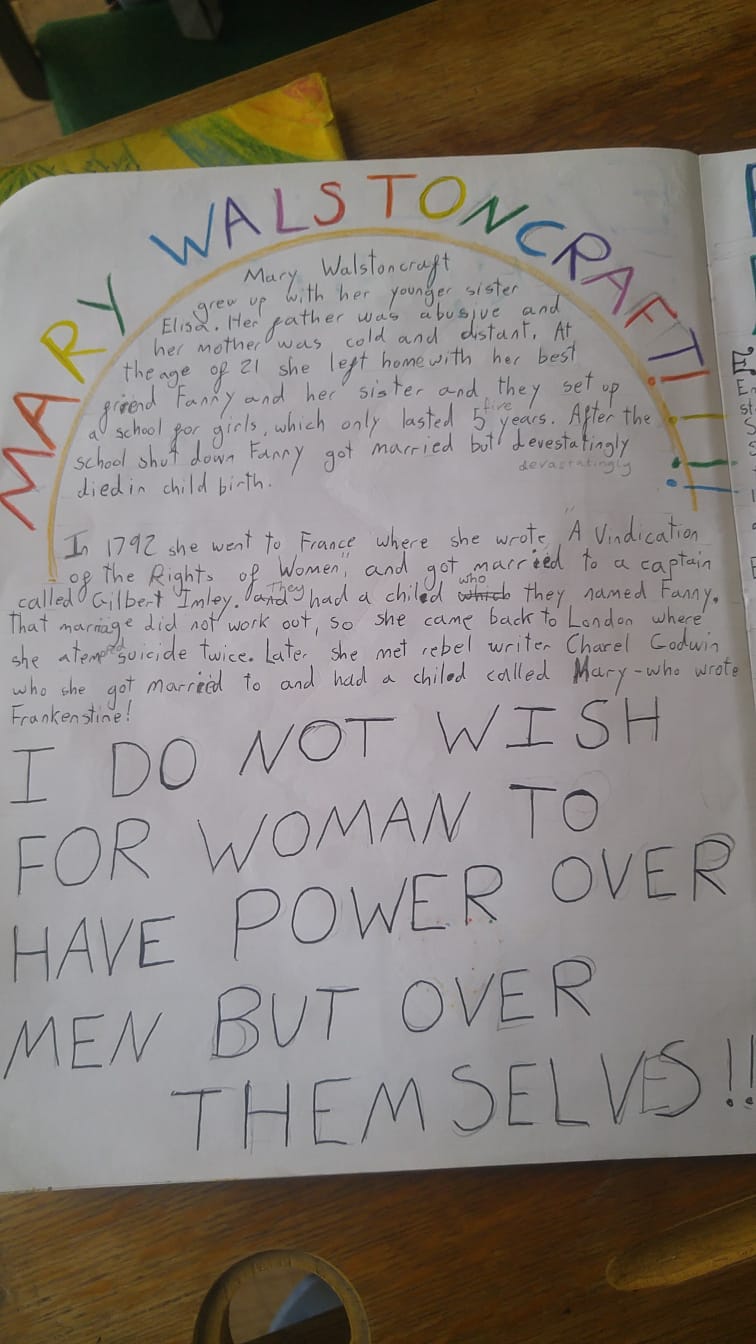 MARY WALSTONCRAFT!!!!
Mary Walstoncraft
grew up with her younger sister
Elisa. Her father was abusive and
her mother was cold and distant. At
the age of 21 she left home with her best
friend Fanny and her sister and they set up
a school for girls, which only lasted 5 five years. After the
school shut down Fanny got married but devestatingly
devastatingly
died in child birth.
In 1792 she went to France where she wrote "A Vindication
of the Rights of Women", and got married to a captain
called Gilbert Imley. and They had a chiled which who they named Fanny.
That marriage did not work out, so she came back to London where
she suicide twice. Later she met rebel writer Charel Godwin
who she got married to and had a chiled called Mary - who wrote
Frankenstine!
I DO NOT WISH
FOR WOMAN TO
HAVE POWER OVER
MEN BUT OVER
THEMSELVES!!